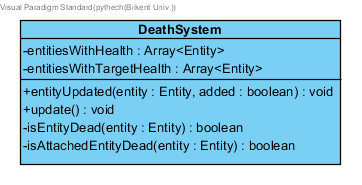 Visual Paradigm Standard(pythech(Bilkent Univ.))
DeathSystem
-entitiesWithHealth : Array<Entity>
-entitiesWithTargetHealth : Array<Entity>
+entityUpdated(entity : Entity, added : boolean) : void
+update() : void
-isEntityDead(entity : Entity) : boolean
-isAttachedEntityDead(entity : Entity) : boolean